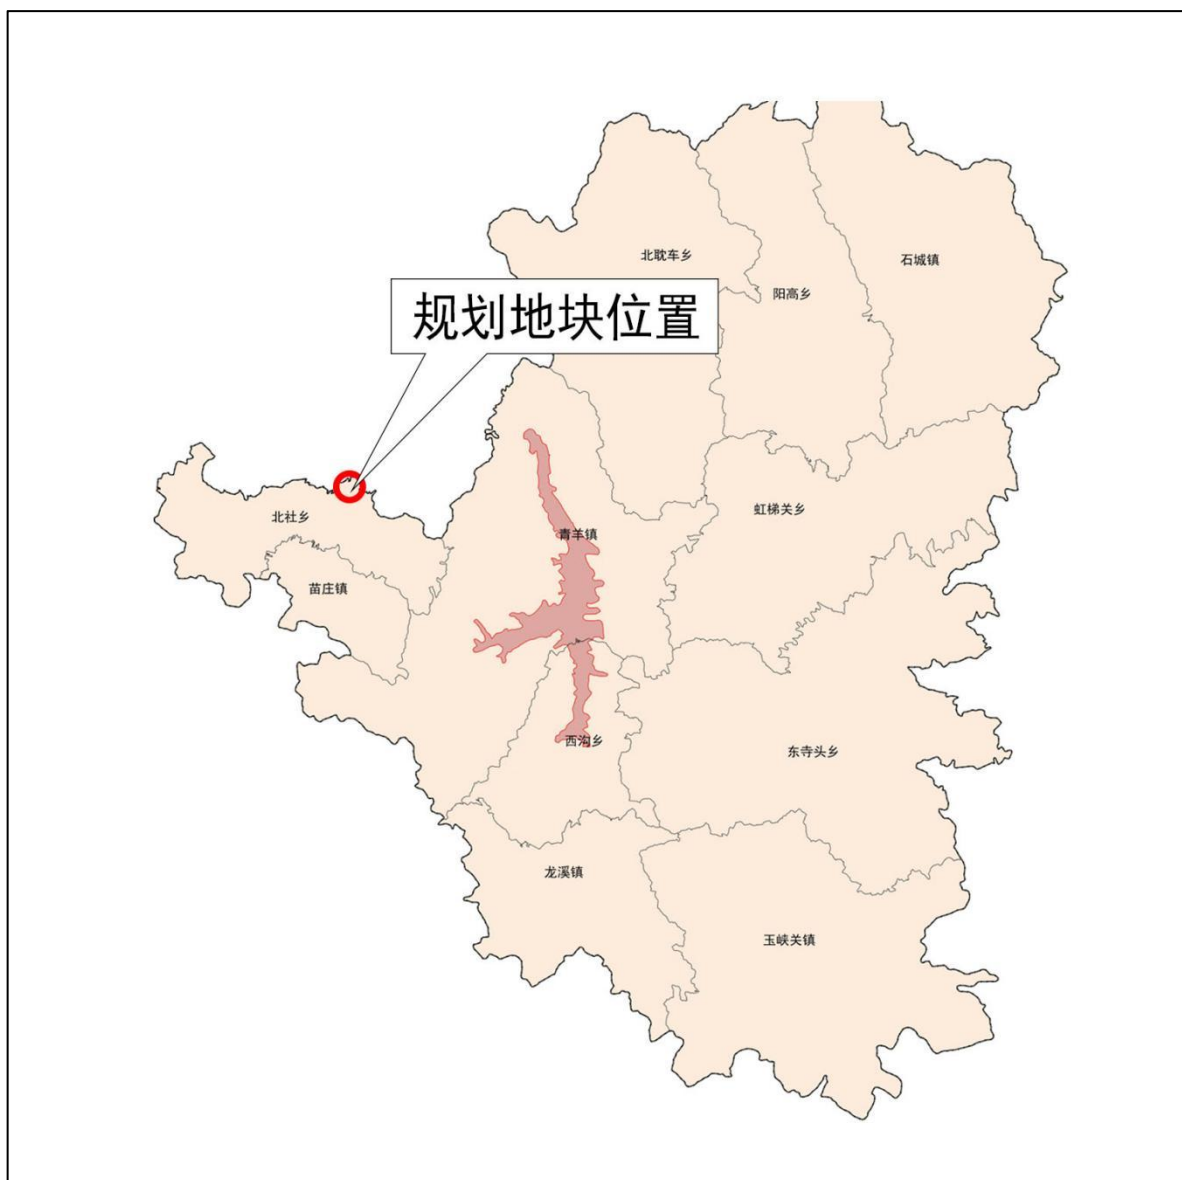 北耽车乡
石城镇
阳高乡
规划地块位置
虹梯关乡
北社乡
青羊镇
苗庄镇
西沟乡
东寺头乡
龙溪镇
玉峡关镇